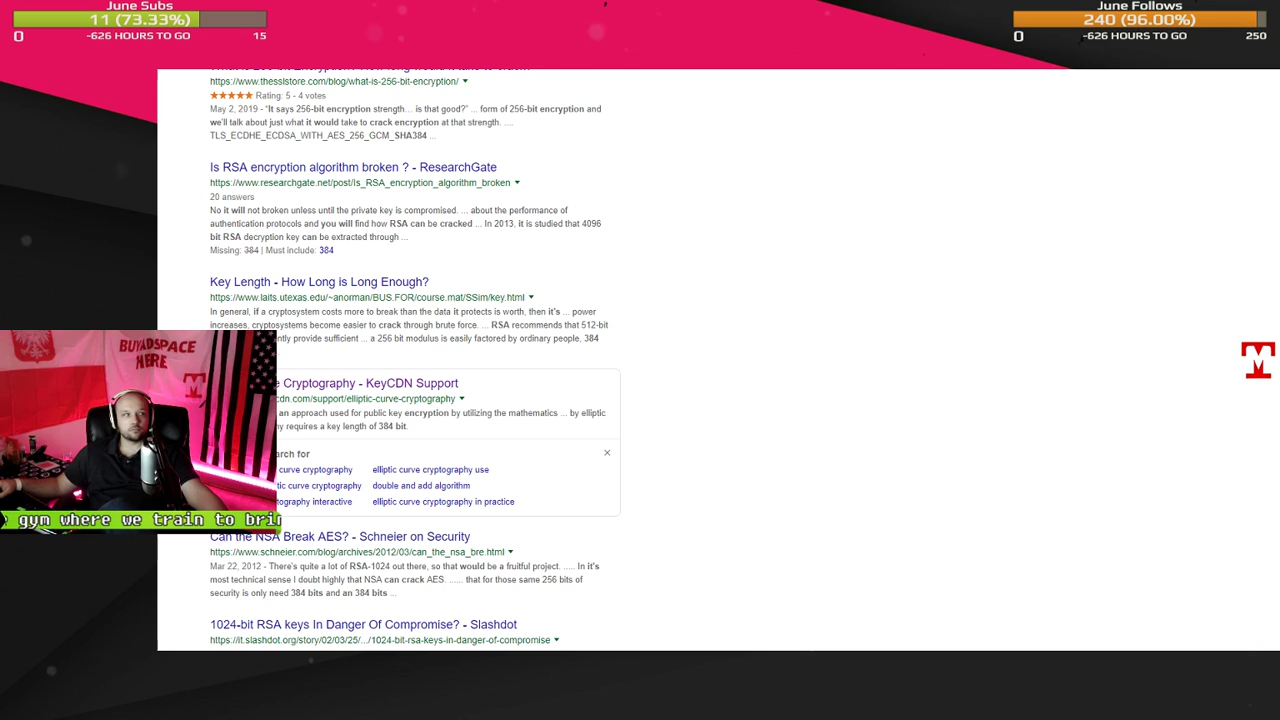 June Subs
11 (73.33%)
0
-626 HOURS TO GO
15
June Follows
240 (96.00%)
0
-626 HOURS TO GO
250
https://www.thesslstore.com/blog/what-is-256-bit-encryption/
Rating: 5 - 4 votes
May 2, 2019 - "It says 256-bit encryption strength... is that good?" ... form of 256-bit encryption and
we'll talk about just what it would take to crack encryption at that strength. ....
TLS_ECDHE_ECDSA_WITH_AES_256_GCM_SHA384 ...
Is RSA encryption algorithm broken ? - ResearchGate
https://www.researchgate.net/post/Is_RSA_encryption_algorithm_broken
20 answers
No it will not broken unless until the private key is compromised. ... about the performance of
authentication protocols and you will find how RSA can be cracked ... In 2013, it is studied that 4096
bit RSA decryption key can be extracted through ...
Missing: 384 | Must include: 384
Key Length - How Long is Long Enough?
https://www.laits.utexas.edu/~anorman/BUS.FOR/course.mat/SSim/key.html
In general, if a cryptosystem costs more to break than the data it protects is worth, then it's ... power
increases, cryptosystems become easier to crack through brute force. ... RSA recommends that 512-bit
ntly provide sufficient ... a 256 bit modulus is easily factored by ordinary people, 384
e Cryptography - KeyCDN Support
cdn.com/support/elliptic-curve-cryptography
an approach used for public key encryption by utilizing the mathematics ... by elliptic
hy requires a key length of 384 bit.
arch for
curve cryptography
elliptic curve cryptography use
tic curve cryptography
double and add algorithm
tography interactive
elliptic curve cryptography in practice
Can the NSA Break AES? - Schneier on Security
https://www.schneier.com/blog/archives/2012/03/can_the_nsa_bre.html
Mar 22, 2012 - There's quite a lot of RSA-1024 out there, so that would be a fruitful project. ..... In it's
most technical sense I doubt highly that NSA can crack AES. ...... that for those same 256 bits of
security is only need 384 bits and an 384 bits ...
1024-bit RSA keys In Danger Of Compromise? - Slashdot
https://it.slashdot.org/story/02/03/25/.../1024-bit-rsa-keys-in-danger-of-compromise
BUY ADSPACE
HERE
gym where we train to brin